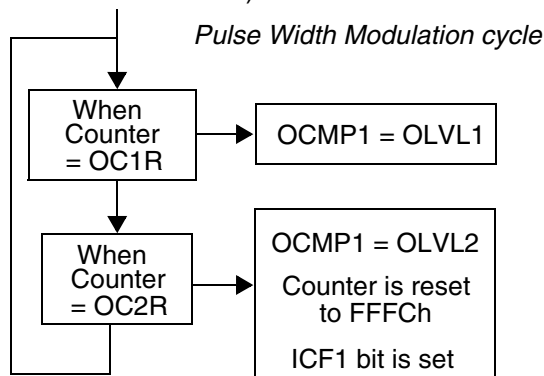 Pulse Width Modulation cycle
When
Counter
= OC1R
OCMP1 = OLVL1
When
Counter
= OC2R
OCMP1 = OLVL2
Counter is reset
to FFFCh
ICF1 bit is set